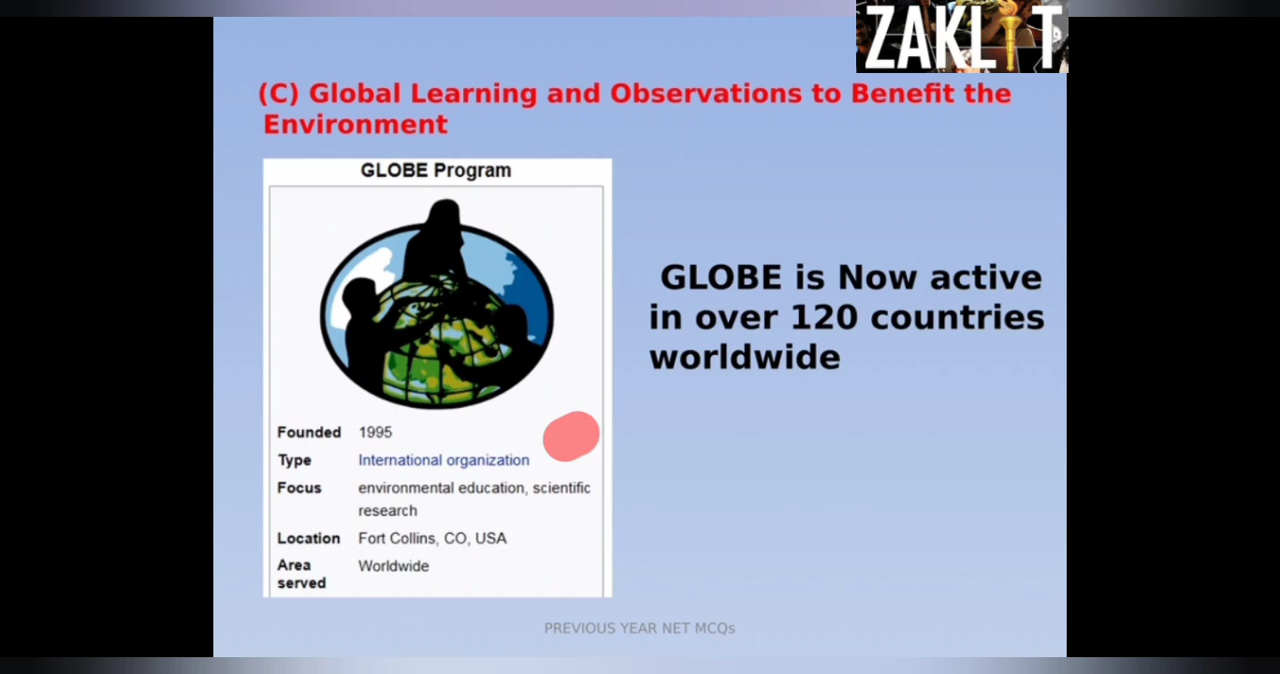 ZAKLIT
(C) Global Learning and Observations to Benefit the
Environment
GLOBE Program
GLOBE is Now active
in over 120 countries
worldwide
Founded 1995
Type International organization
Focus environmental education, scientific
research
Location Fort Collins, CO, USA
Area Worldwide
served
PREVIOUS YEAR NET MCQs